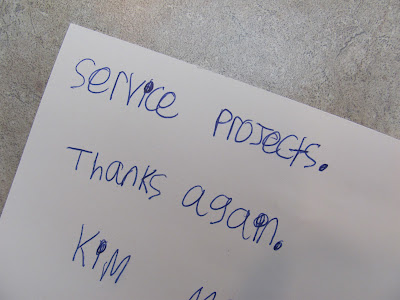 Service Projects.
Thanks again.
Kim